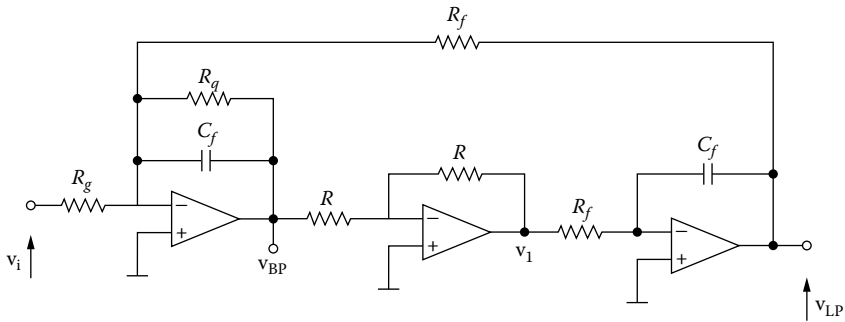 R_f
R_q
C_f
R_g
−
+
v_i
v_BP
R
R
−
+
v_1
R_f
C_f
−
+
v_LP